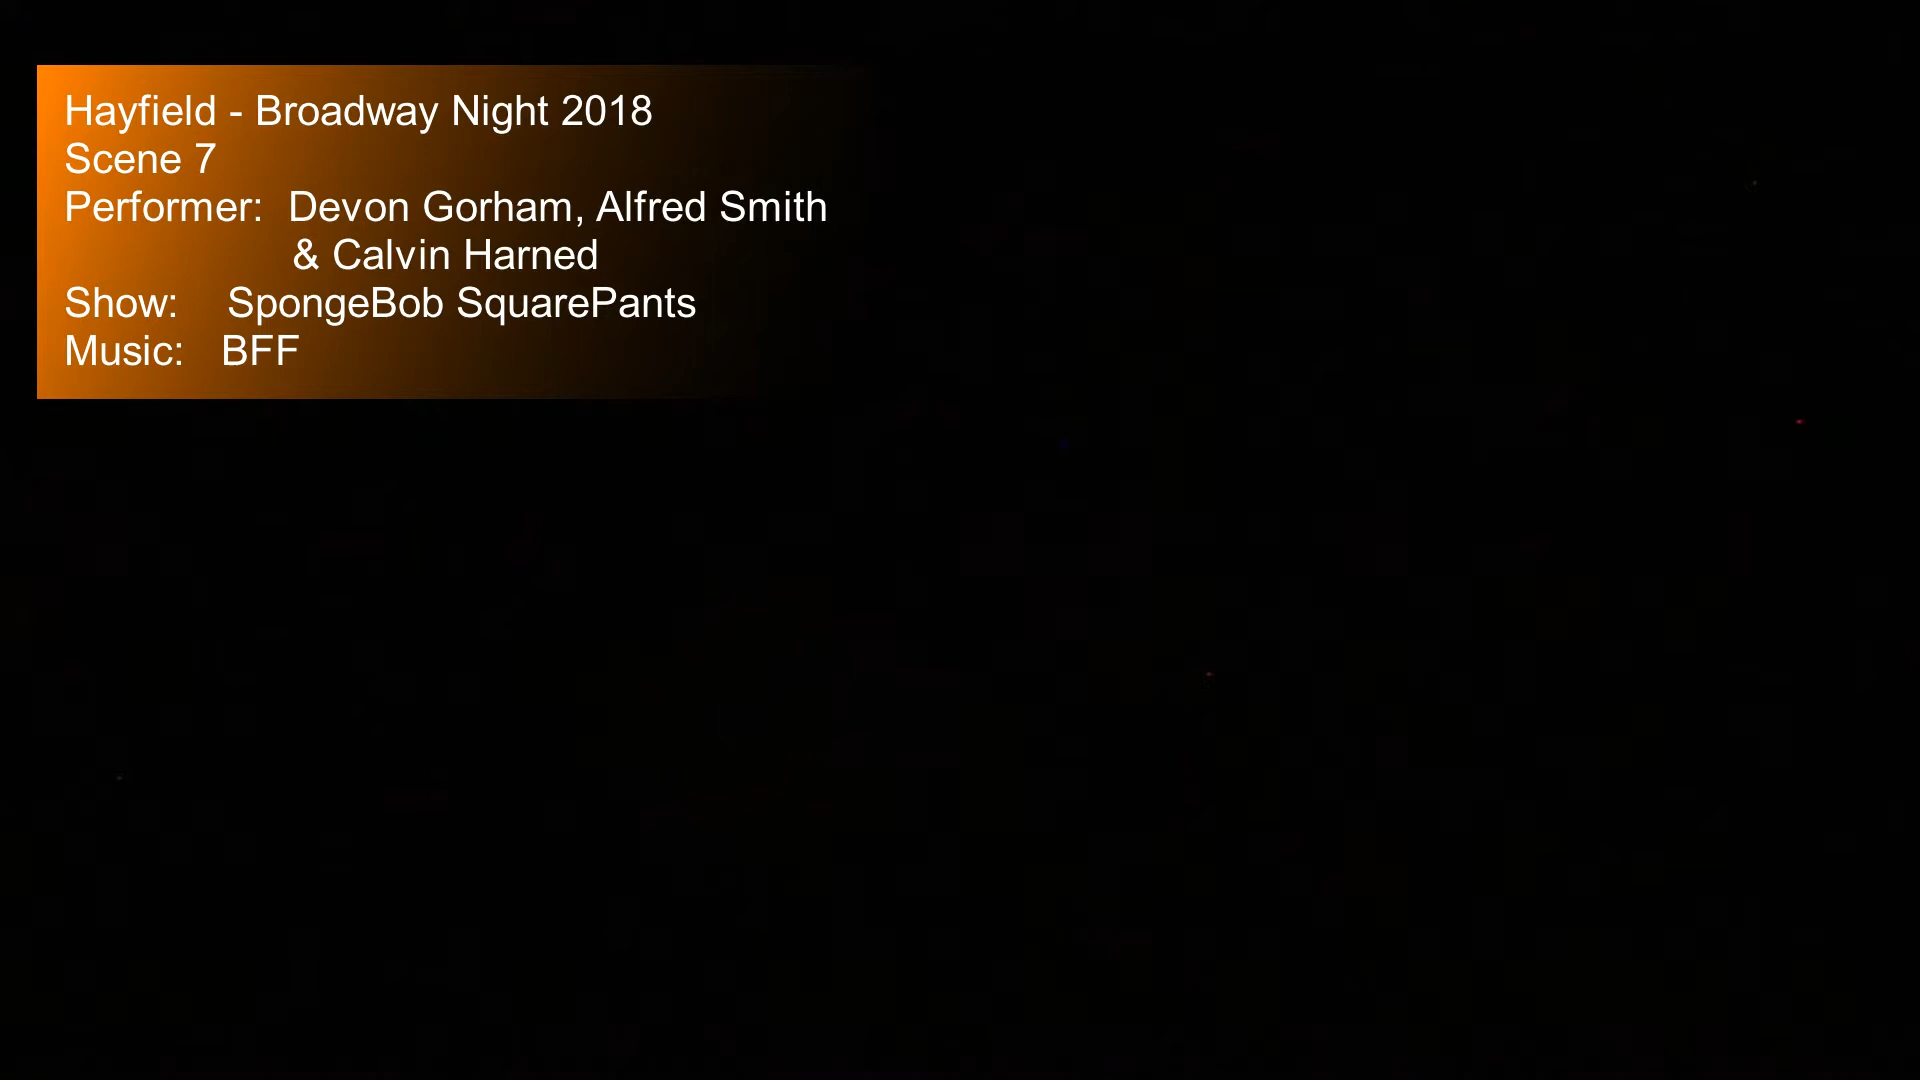 Hayfield - Broadway Night 2018
Scene 7
Performer: Devon Gorham, Alfred Smith
& Calvin Harned
Show: SpongeBob SquarePants
Music: BFF